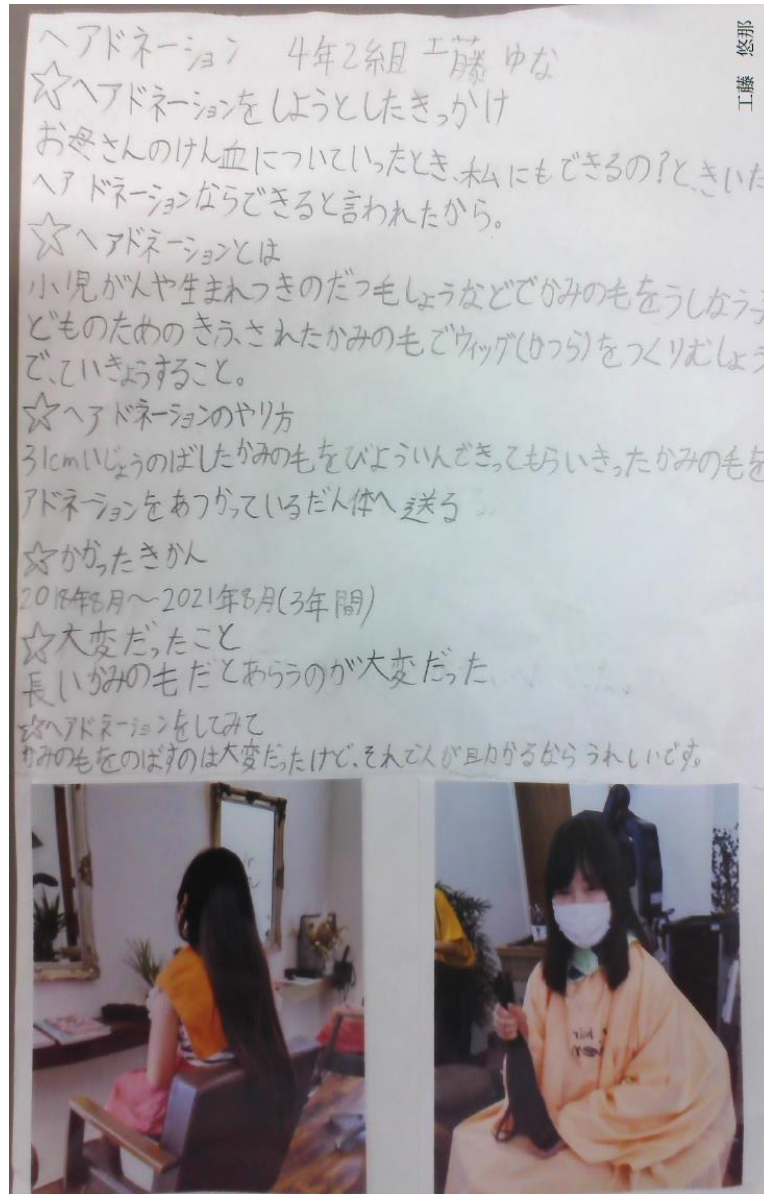 ヘアドネーション 4年2組 工藤 ゆな
工藤 悠那
☆ヘアドネーションをしようとしたきっかけ
お母さんのけん血についていったとき、私にもできるの?と、きいた
ヘアドネーションならできると言われたから。
☆ヘアドネーションとは
小児がんや生まれつきのだつ毛しょうなどでかみのもをうしなう子
どものためのきふ、されたかみのもでウィッグ(かつら)をつくりむしょう
で、ていきょうすること。
☆ヘアドネーションのやり方
31cmいじょうのばしたかみのもをびよういんできってもらいきったかみのもを
アドネーションをあつかっているだん体へ送る
☆かかったきかん
2018年8月~2021年8月(3年間)
☆大変だったこと
長いかみのもだとあらうのが大変だった
☆ヘアドネーションをしてみて
かみのもをのばすのは大変だったけど、それで人が助かるならうれしいです。